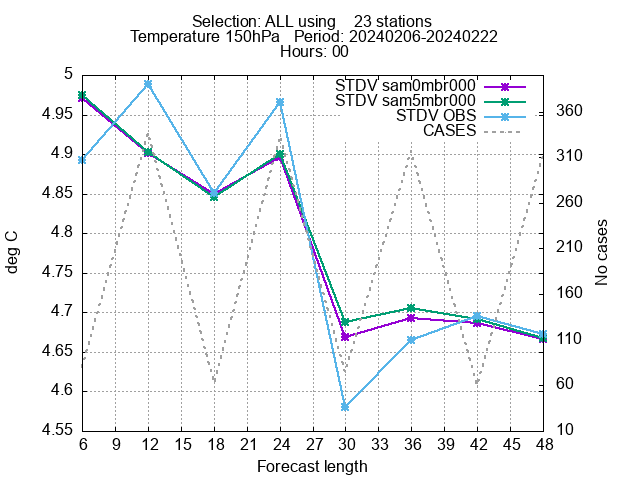 Selection: ALL using    23 stations
Temperature 150hPa   Period: 20240206-20240222
Hours: 00
STDV sam0mbr000
STDV sam5mbr000
STDV OBS
CASES
5
4.95
4.9
4.85
4.8
4.75
4.7
4.65
4.6
4.55
deg C
360
310
260
210
160
110
60
10
No cases
6 9 12 15 18 21 24 27 30 33 36 39 42 45 48
Forecast length